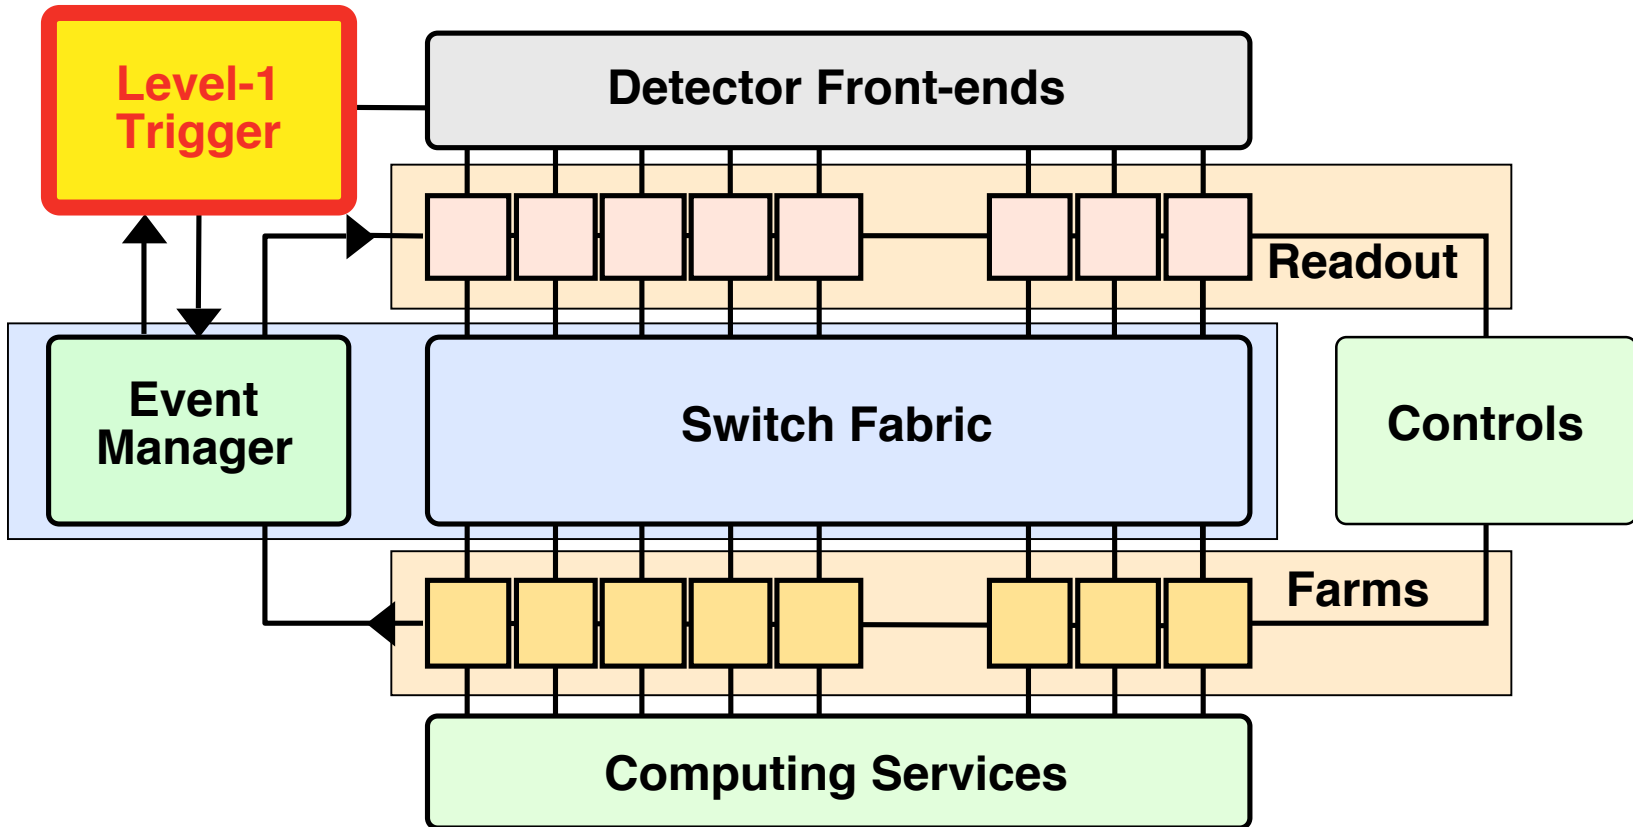 Level-1
Trigger
Detector Front-ends
Readout
Event
Manager
Switch Fabric
Controls
Farms
Computing Services